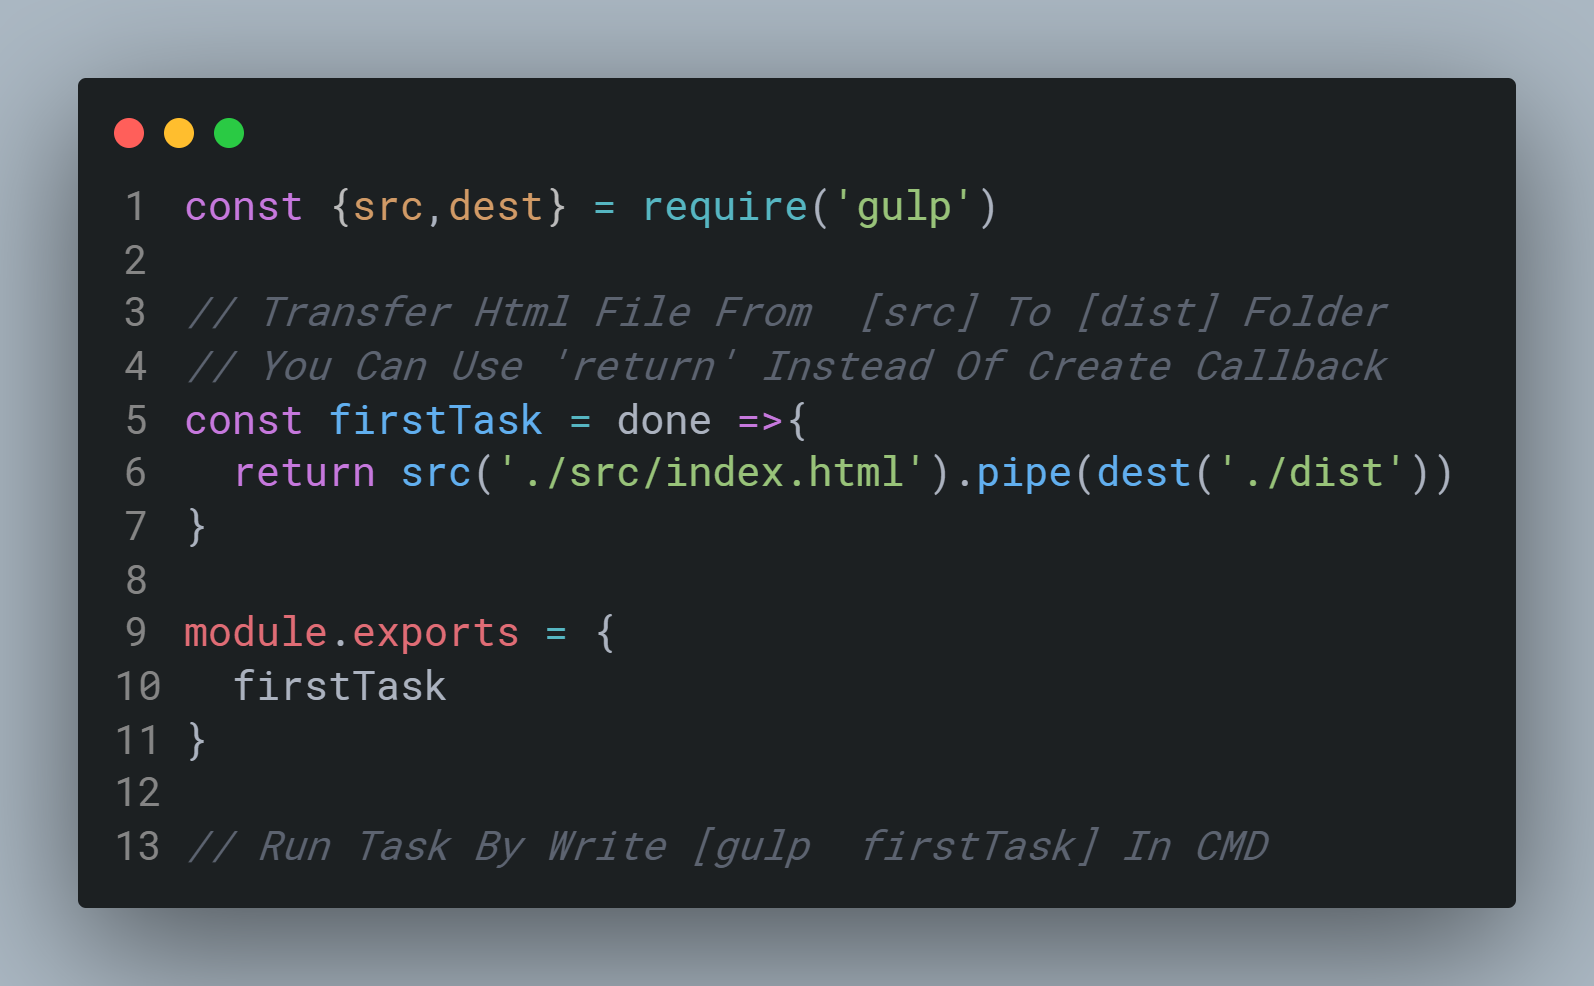 1 const {src,dest} = require('gulp')
2
3 // Transfer Html File From  [src] To [dist] Folder
4 // You Can Use 'return' Instead Of Create Callback
5 const firstTask = done =>{
6   return src('./src/index.html').pipe(dest('./dist'))
7 }
8
9 module.exports = {
10   firstTask
11 }
12
13 // Run Task By Write [gulp  firstTask] In CMD